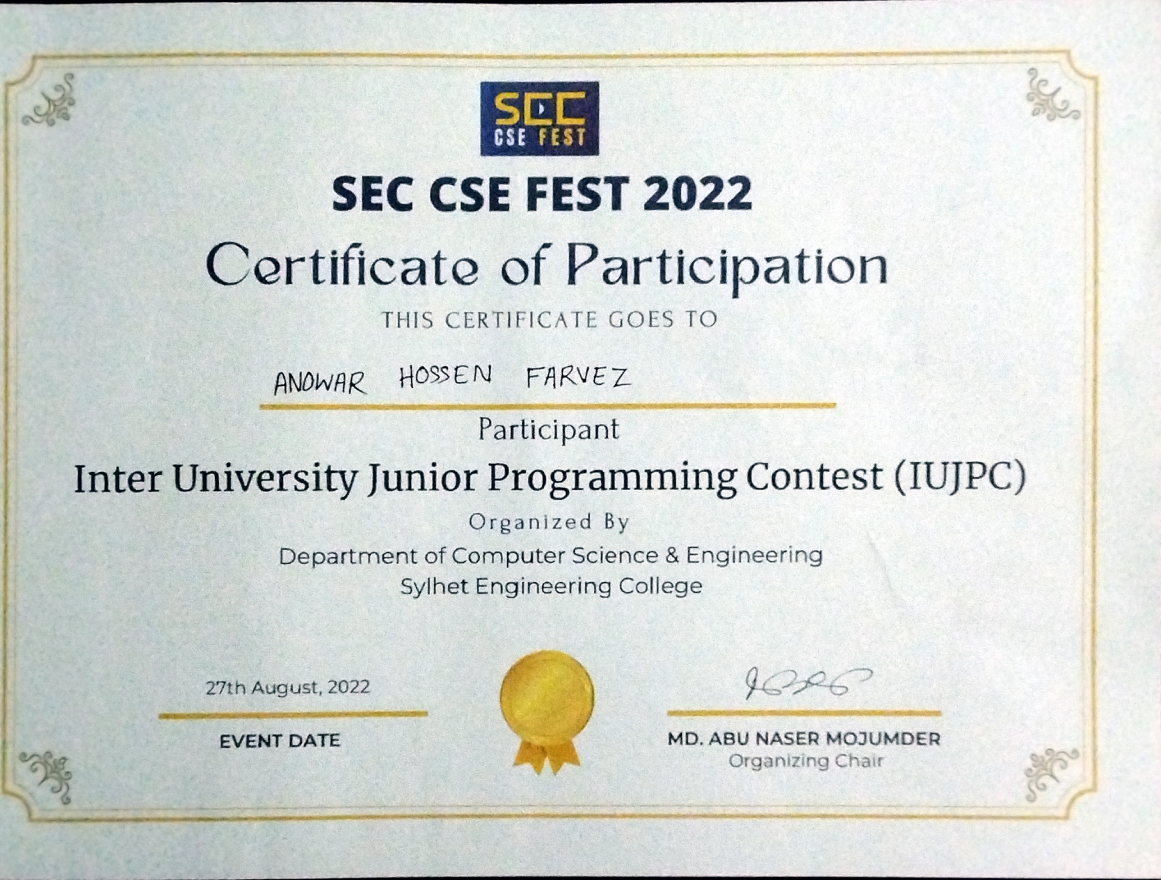 SEC
CSE FEST
SEC CSE FEST 2022
Certificate of Participation
THIS CERTIFICATE GOES TO
ANOWAR HOSSEN FARVEZ
Participant
Inter University Junior Programming Contest (IUJPC)
Organized By
Department of Computer Science & Engineering
Sylhet Engineering College
27th August, 2022
EVENT DATE
MD. ABU NASER MOJUMDER
Organizing Chair